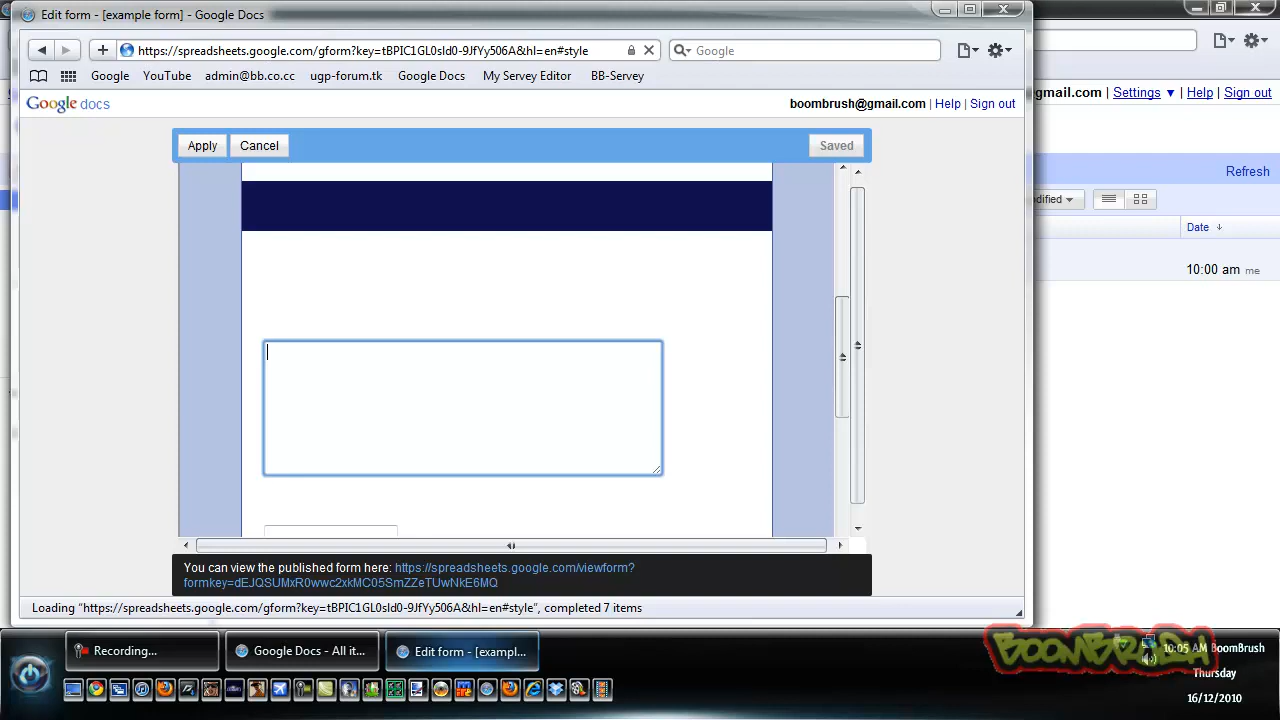 Edit form - [example form] - Google Docs
https://spreadsheets.google.com/gform?key=tBPIC1GL0sId0-9JfYy506A&hl=en#style
Google
Google YouTube admin@bb.co.cc ugp-forum.tk Google Docs My Servey Editor BB-Servey
Google docs
boombrush@gmail.com | Help | Sign out
gmail.com | Settings ▼ | Help | Sign out
Apply Cancel Saved
Refresh
dified
Date
10:00 am me
You can view the published form here: https://spreadsheets.google.com/viewform?
formkey=dEJQSUMxR0wwc2xkMC05SmZZeTUwNkE6MQ
Loading “https://spreadsheets.google.com/gform?key=tBPIC1GL0sId0-9JfYy506A&hl=en#style”, completed 7 items
Recording...
Google Docs - All it...
Edit form - [exampl...
BOOMBRUSH
10:05 AM BoomBrush
Thursday
16/12/2010